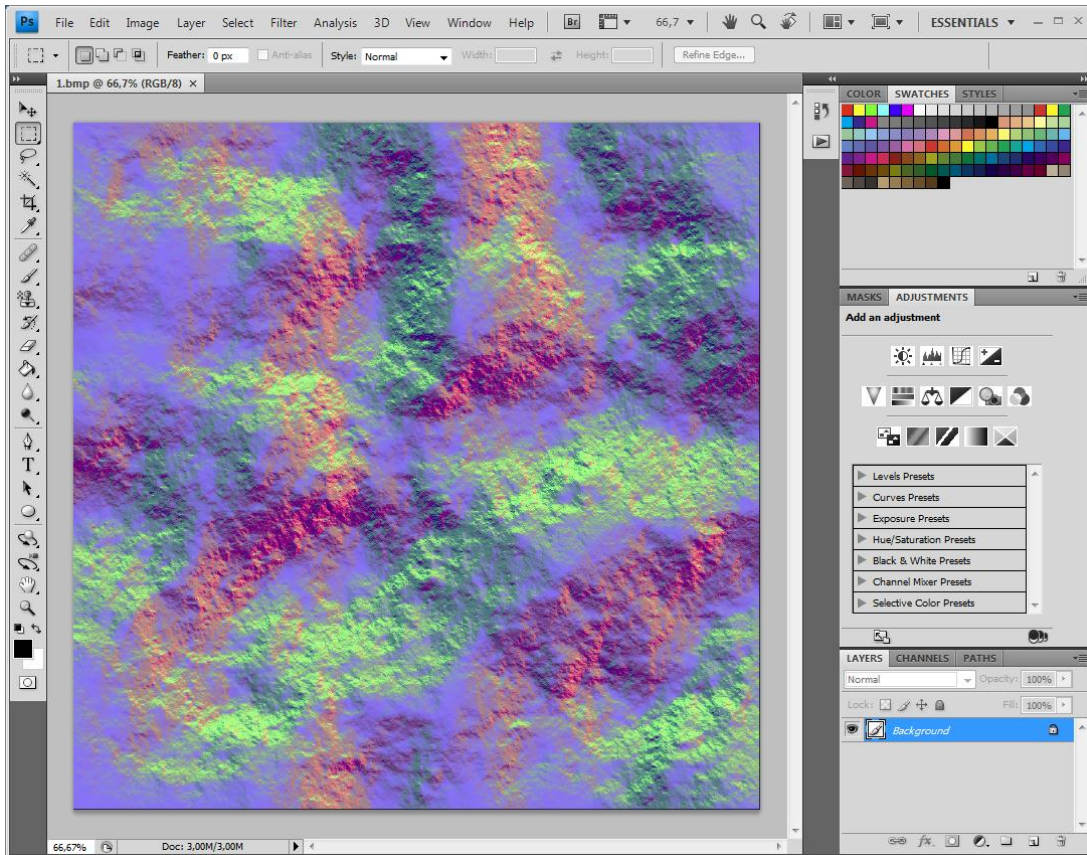 Ps File Edit Image Layer Select Filter Analysis 3D View Window Help Br 66,7 ESSENTIALS
Feather: 0 px Anti-alias Style: Normal Width: Height: Refine Edge...
1.bmp @ 66,7% (RGB/8)
COLOR SWATCHES STYLES
MASKS ADJUSTMENTS
Add an adjustment
Levels Presets
Curves Presets
Exposure Presets
Hue/Saturation Presets
Black & White Presets
Channel Mixer Presets
Selective Color Presets
LAYERS CHANNELS PATHS
Normal Opacity: 100%
Lock: Fill: 100%
Background
fx.
66,67% Doc: 3,00M/3,00M